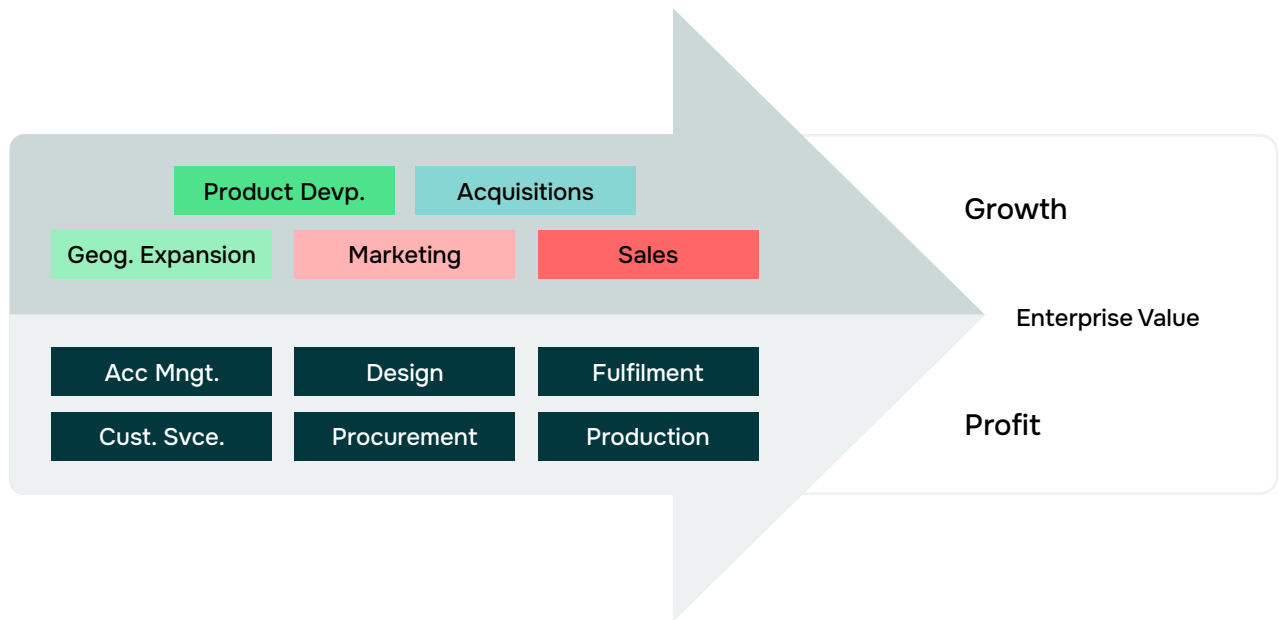 Product Devp.
Acquisitions
Growth
Geog. Expansion
Marketing
Sales
Enterprise Value
Acc Mngt.
Design
Fulfilment
Profit
Cust. Svce.
Procurement
Production